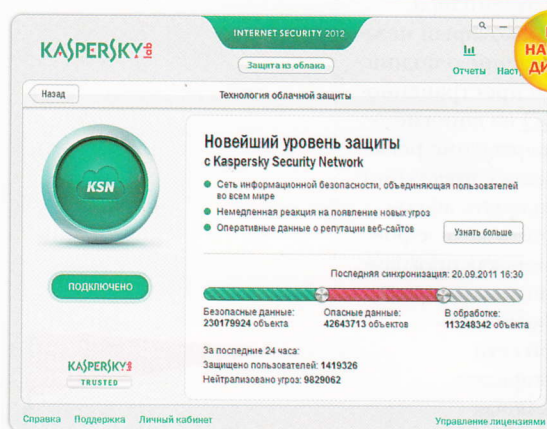 KASPERSKY lab
INTERNET SECURITY 2012
Защита из облака
Отчеты
НА
ДИ
Назад
Технология облачной защиты
KSN
ПОДКЛЮЧЕНО
KASPERSKY
TRUSTED
Новейший уровень защиты
с Kaspersky Security Network
Сеть информационной безопасности, объединяющая пользователей
во всем мире
Немедленная реакция на появление новых угроз
Оперативные данные о репутации веб-сайтов
Узнать больше
Последняя синхронизация: 20.09.2011 16:30
Безопасные данные:
230179924 объекта
Опасные данные:
42643713 объектов
В обработке:
113248342 объекта
За последние 24 часа:
Защищено пользователей: 1419326
Нейтрализовано угроз: 9829062
Справка Поддержка Личный кабинет
Управление лицензиями